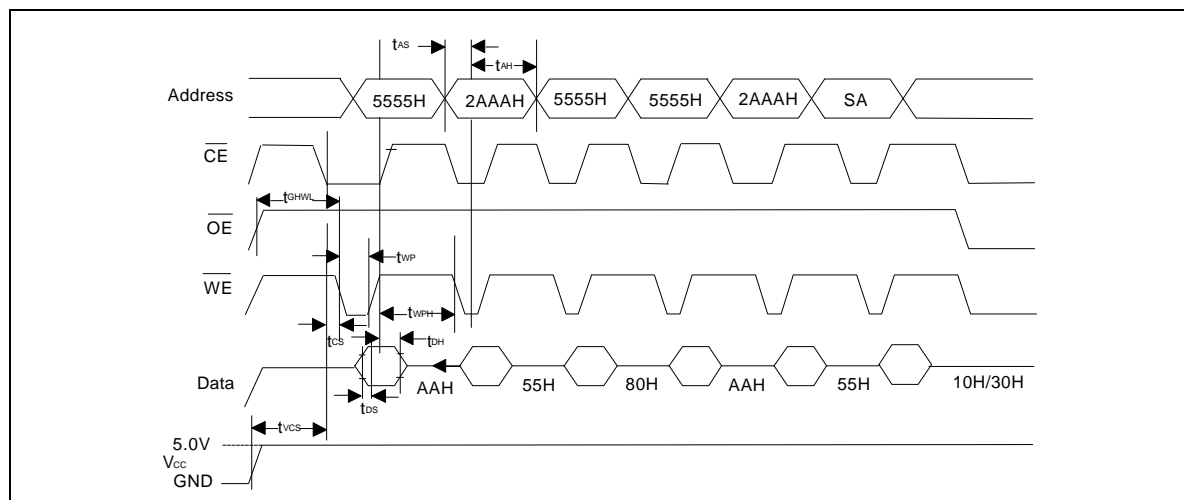 tAS
tAH
Address 5555H 2AAAH 5555H 5555H 2AAAH SA
CE
tGHWL
OE
tWP
WE
tWPH
tCS tDH
Data AAH 55H 80H AAH 55H 10H/30H
tDS
tVCS
5.0V
VCC
GND